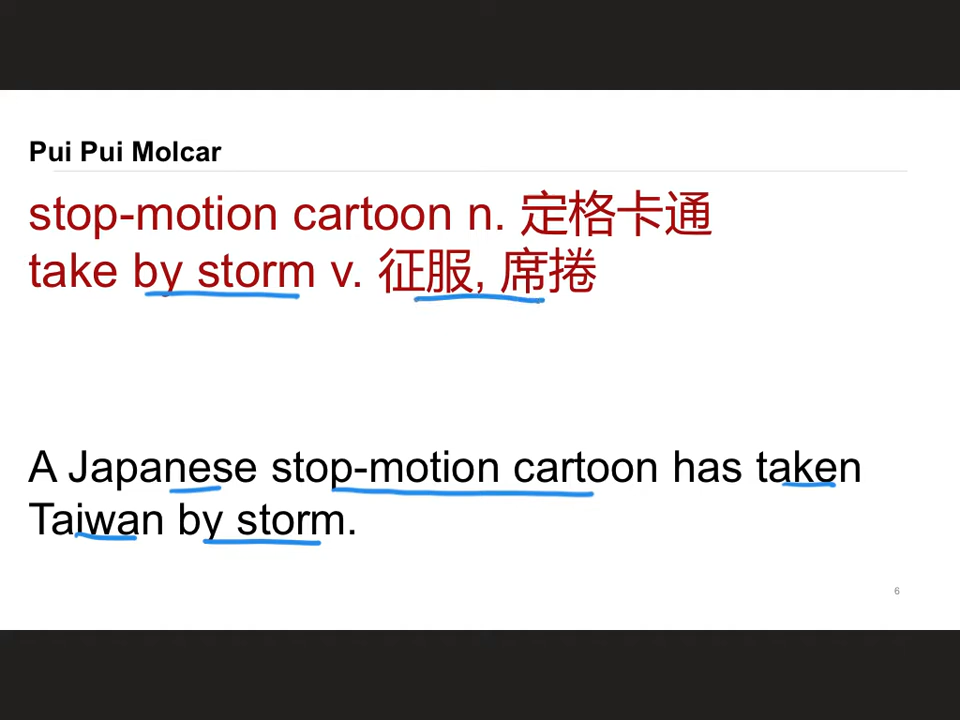 Pui Pui Molcar
stop-motion cartoon n. 定格卡通
take by storm v. 征服, 席捲
A Japanese stop-motion cartoon has taken
Taiwan by storm.
6